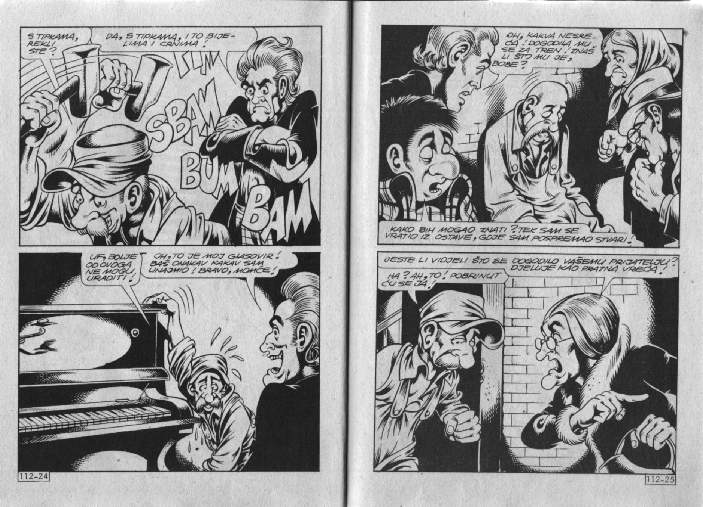 S TIPKAMA,
REKLI
STE?
DA, S TIPKAMA, I TO BIJE-
LIMA I CRNIMA!
PUM
SBAM
BUM
BAM
UF, BOLJE
OD OVOGA
NE MOGU
URADITI!
UH, TO JE MOJ GLASOVIR!
BAŠ ONAKAV KAKAV SAM
UNAJMIO! BRAVO, MOMČE!
112-24
OH, KAKVA NESRE-
ĆA! DOGODILA MU
SE ZA TREN! ZNAŠ
LI ŠTO MU JE,
BOBE?
KAKO BIH MOGAO ZNATI? TEK SAM SE
VRATIO IZ OSTAVE, GDJE SAM POSPREMAO STVARI!
JESTE LI VIDJELI ŠTO SE DOGODILO VAŠEMU PRIJATELJU?
DJELUJE KAO PRAZNA VREĆA!
HA? AH, TO! POBRINUT
ĆU SE JA!
112-25